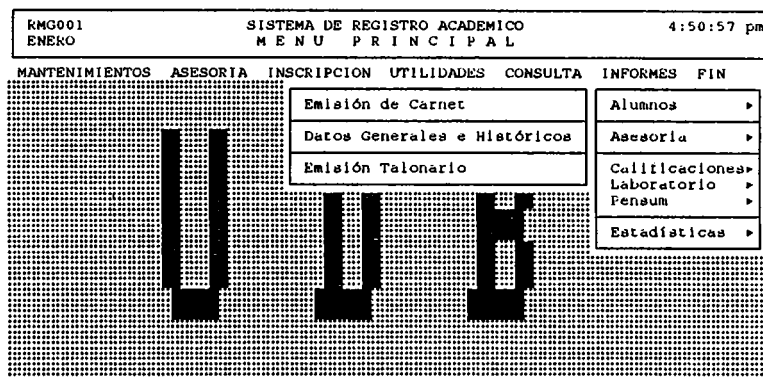 RMG001 SISTEMA DE REGISTRO ACADEMICO 4:50:57 pm
ENERO M E N U P R I N C I P A L
MANTENIMIENTOS ASESORIA INSCRIPCION UTILIDADES CONSULTA INFORMES FIN
Emisión de Carnet
Datos Generales e Históricos
Emisión Talonario
Alumnos
Asesoría
Calificaciones
Laboratorio
Pensum
Estadísticas